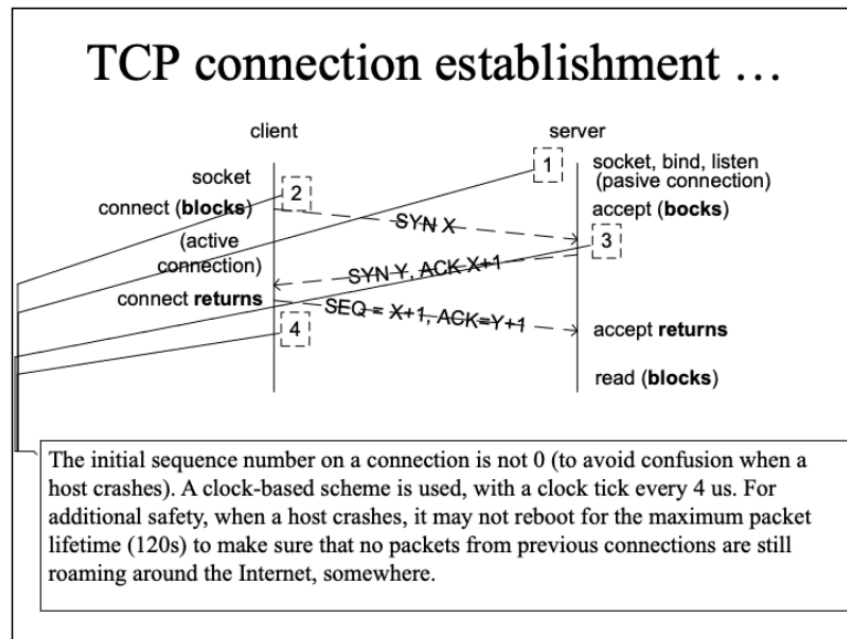 TCP connection establishment …
client
server
1
socket, bind, listen
(pasive connection)
socket
2
connect (blocks)
accept (bocks)
SYN X
(active
connection)
3
SYN Y, ACK X+1
connect returns
SEQ = X+1, ACK=Y+1
4
accept returns
read (blocks)
The initial sequence number on a connection is not 0 (to avoid confusion when a
host crashes). A clock-based scheme is used, with a clock tick every 4 us. For
additional safety, when a host crashes, it may not reboot for the maximum packet
lifetime (120s) to make sure that no packets from previous connections are still
roaming around the Internet, somewhere.